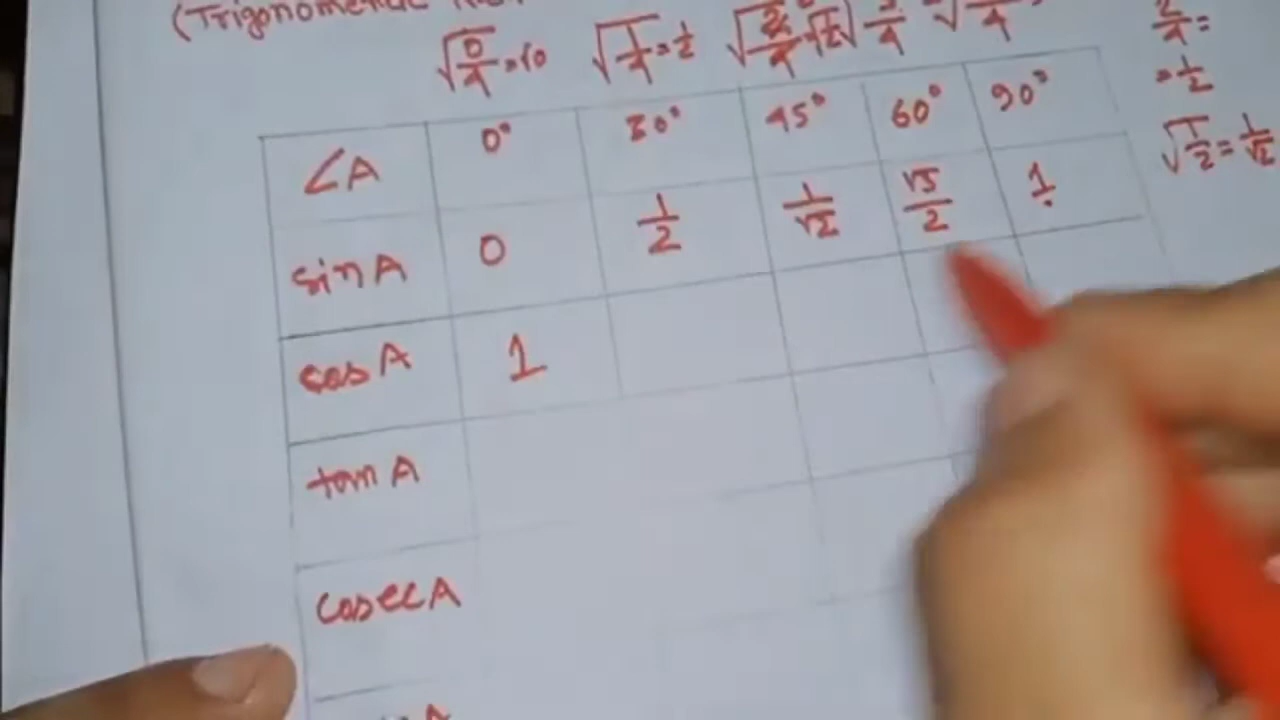 (Trigonometric
√0/4 = 0 √1/4 = 1/2 √2/4 √1/2 √3/4
2/4 =
= 1/2
√1/2 = 1/√2
∠A 0° 30° 45° 60° 90°
sin A 0 1/2 1/√2 √3/2 1
cos A 1
tan A
cosec A
A